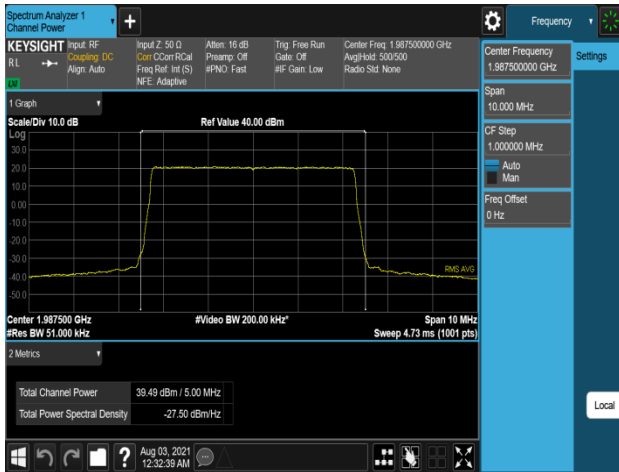 Spectrum Analyzer 1
Channel Power
+
Frequency
KEYSIGHT
RL
Input: RF
Coupling: DC
Align: Auto
Input Z: 50 Ω
Corr CCorr RCal
Freq Ref: Int (S)
NFE: Adaptive
Atten: 16 dB
Preamp: Off
#PNO: Fast
Trig: Free Run
Gate: Off
#IF Gain: Low
Center Freq: 1.987500000 GHz
Avg|Hold: 500/500
Radio Std: None
Center Frequency
1.987500000 GHz
Settings
Span
10.000 MHz
CF Step
1.000000 MHz
Auto
Man
Freq Offset
0 Hz
1 Graph
Scale/Div 10.0 dB
Ref Value 40.00 dBm
Log
30.0
20.0
10.0
0.00
-10.0
-20.0
-30.0
-40.0
-50.0
RMS AVG
Center 1.987500 GHz
#Video BW 200.00 kHz*
Span 10 MHz
#Res BW 51.000 kHz
Sweep 4.73 ms (1001 pts)
2 Metrics
Total Channel Power 39.49 dBm / 5.00 MHz
Total Power Spectral Density -27.50 dBm/Hz
Local
?
Aug 03, 2021
12:32:39 AM